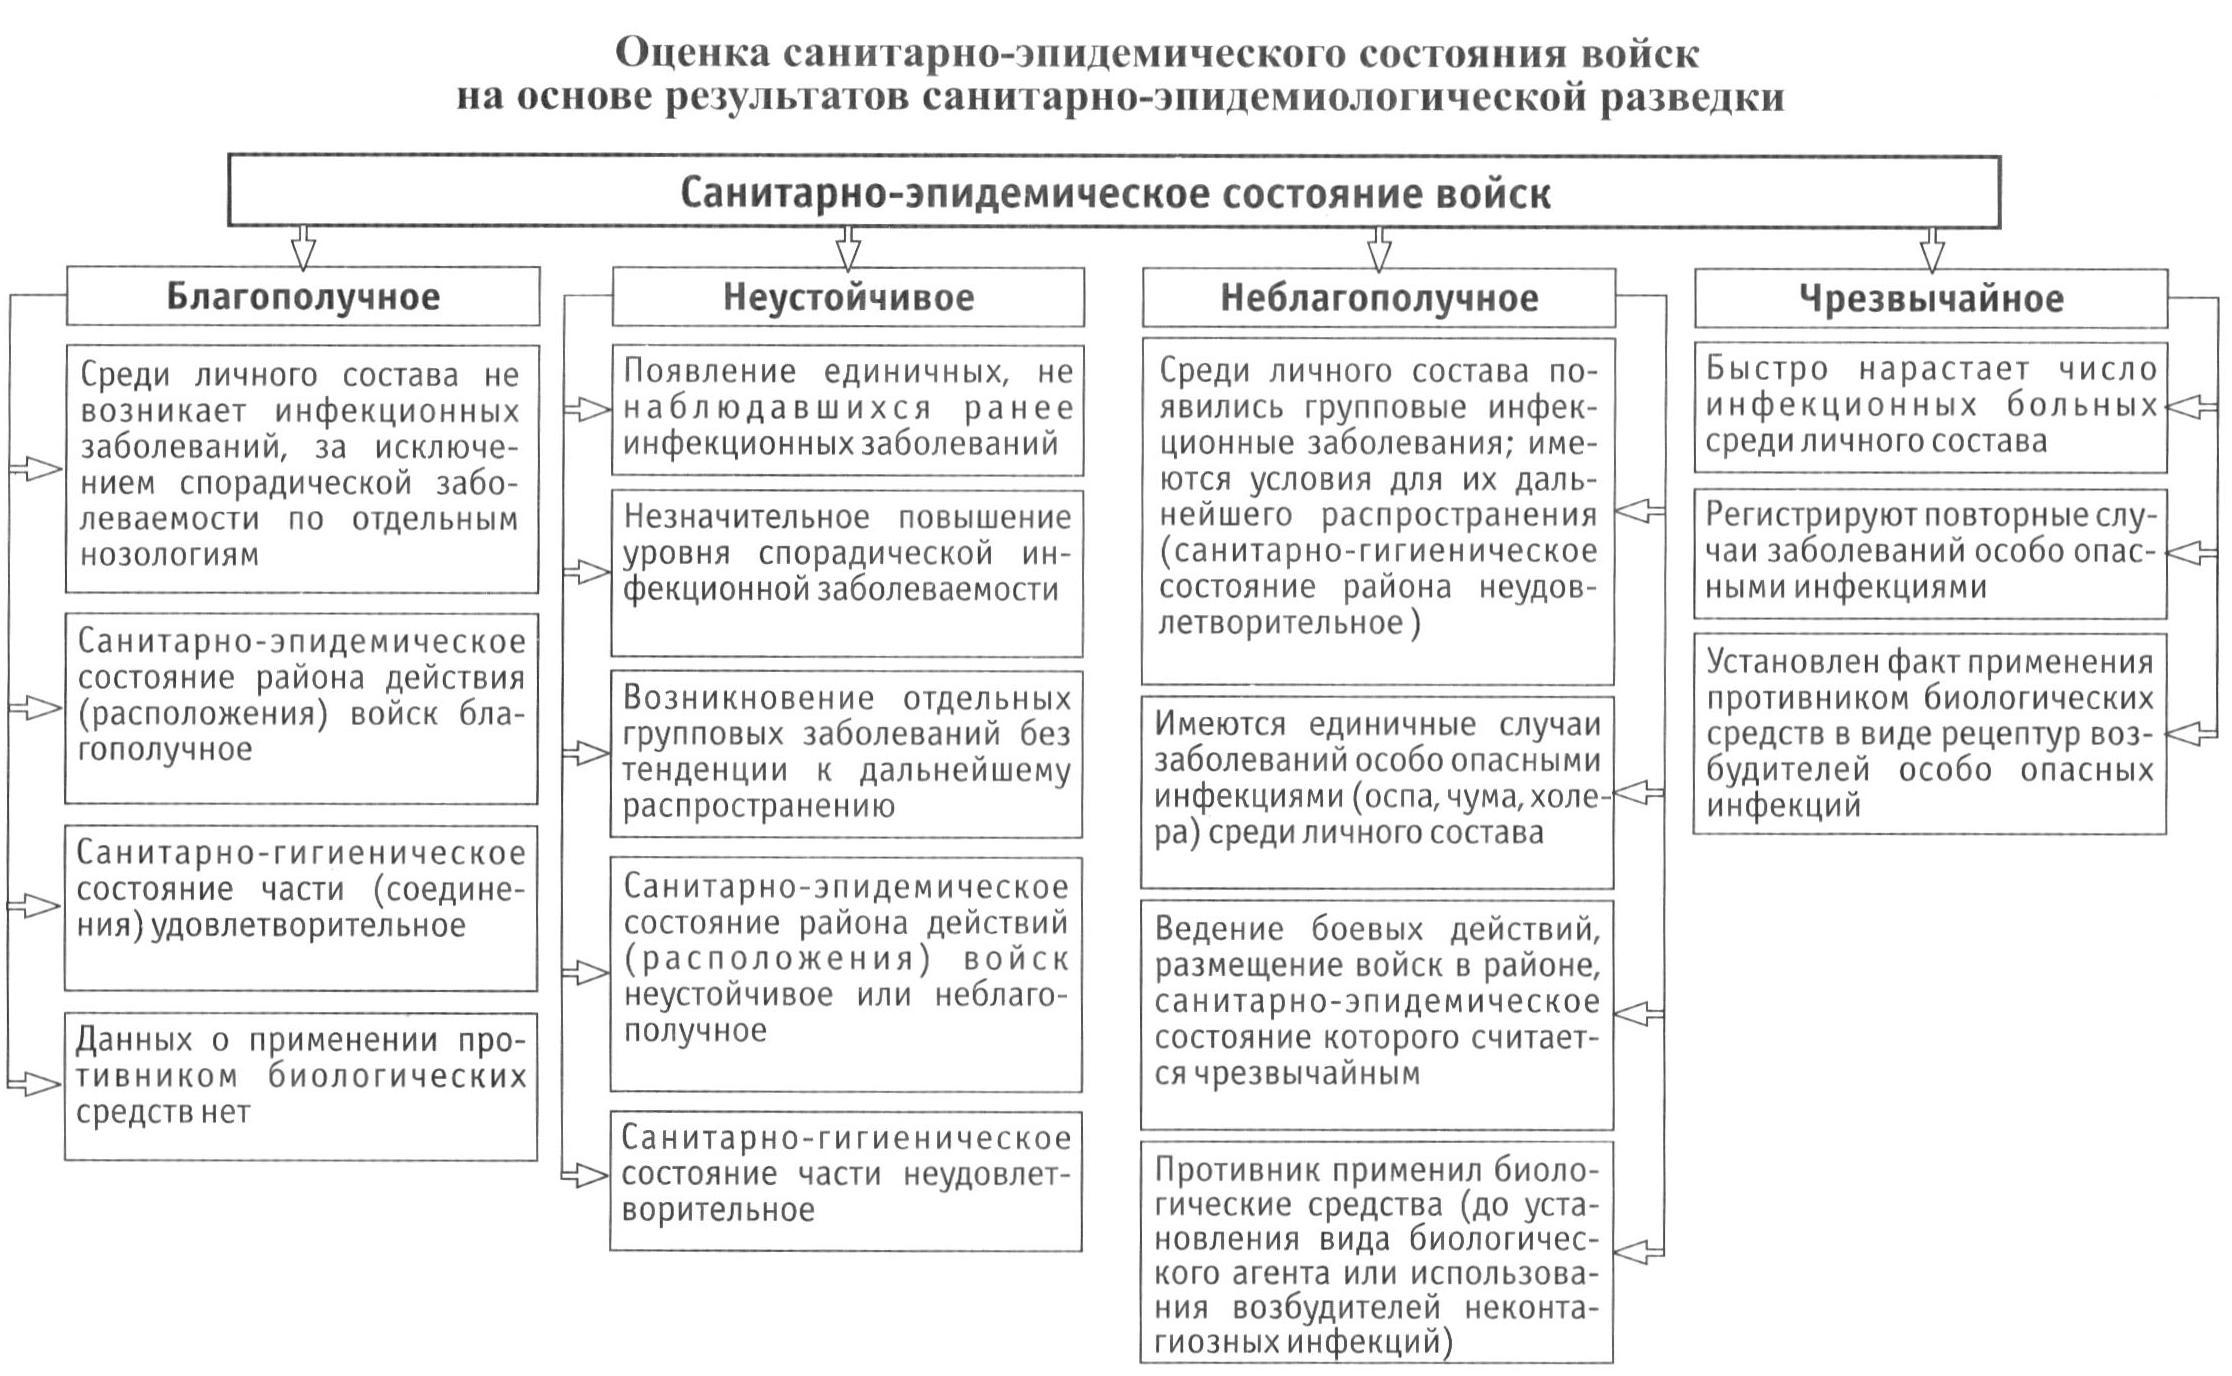 Оценка санитарно-эпидемического состояния войск
на основе результатов санитарно-эпидемиологической разведки
Санитарно-эпидемическое состояние войск
Благополучное
Среди личного состава не
возникает инфекционных
заболеваний, за исключе-
нием спорадической забо-
леваемости по отдельным
нозологиям
Санитарно-эпидемическое
состояние района действия
(расположения) войск бла-
гополучное
Санитарно-гигиеническое
состояние части (соедине-
ния) удовлетворительное
Данных о применении про-
тивником биологических
средств нет
Неустойчивое
Появление единичных, не
наблюдавшихся ранее
инфекционных заболеваний
Незначительное повышение
уровня спорадической ин-
фекционной заболеваемости
Возникновение отдельных
групповых заболеваний без
тенденции к дальнейшему
распространению
Санитарно-эпидемическое
состояние района действий
(расположения) войск
неустойчивое или неблаго-
получное
Санитарно-гигиеническое
состояние части неудовлет-
ворительное
Неблагополучное
Среди личного состава по-
явились групповые инфек-
ционные заболевания; име-
ются условия для их даль-
нейшего распространения
(санитарно-гигиеническое
состояние района неудов-
летворительное)
Имеются единичные случаи
заболеваний особо опасными
инфекциями (оспа, чума, холе-
ра) среди личного состава
Ведение боевых действий,
размещение войск в районе,
санитарно-эпидемическое
состояние которого считает-
ся чрезвычайным
Противник применил биоло-
гические средства (до уста-
новления вида биологичес-
кого агента или использова-
ния возбудителей неконта-
гиозных инфекций)
Чрезвычайное
Быстро нарастает число
инфекционных больных
среди личного состава
Регистрируют повторные слу-
чаи заболеваний особо опас-
ными инфекциями
Установлен факт применения
противником биологических
средств в виде рецептур воз-
будителей особо опасных
инфекций